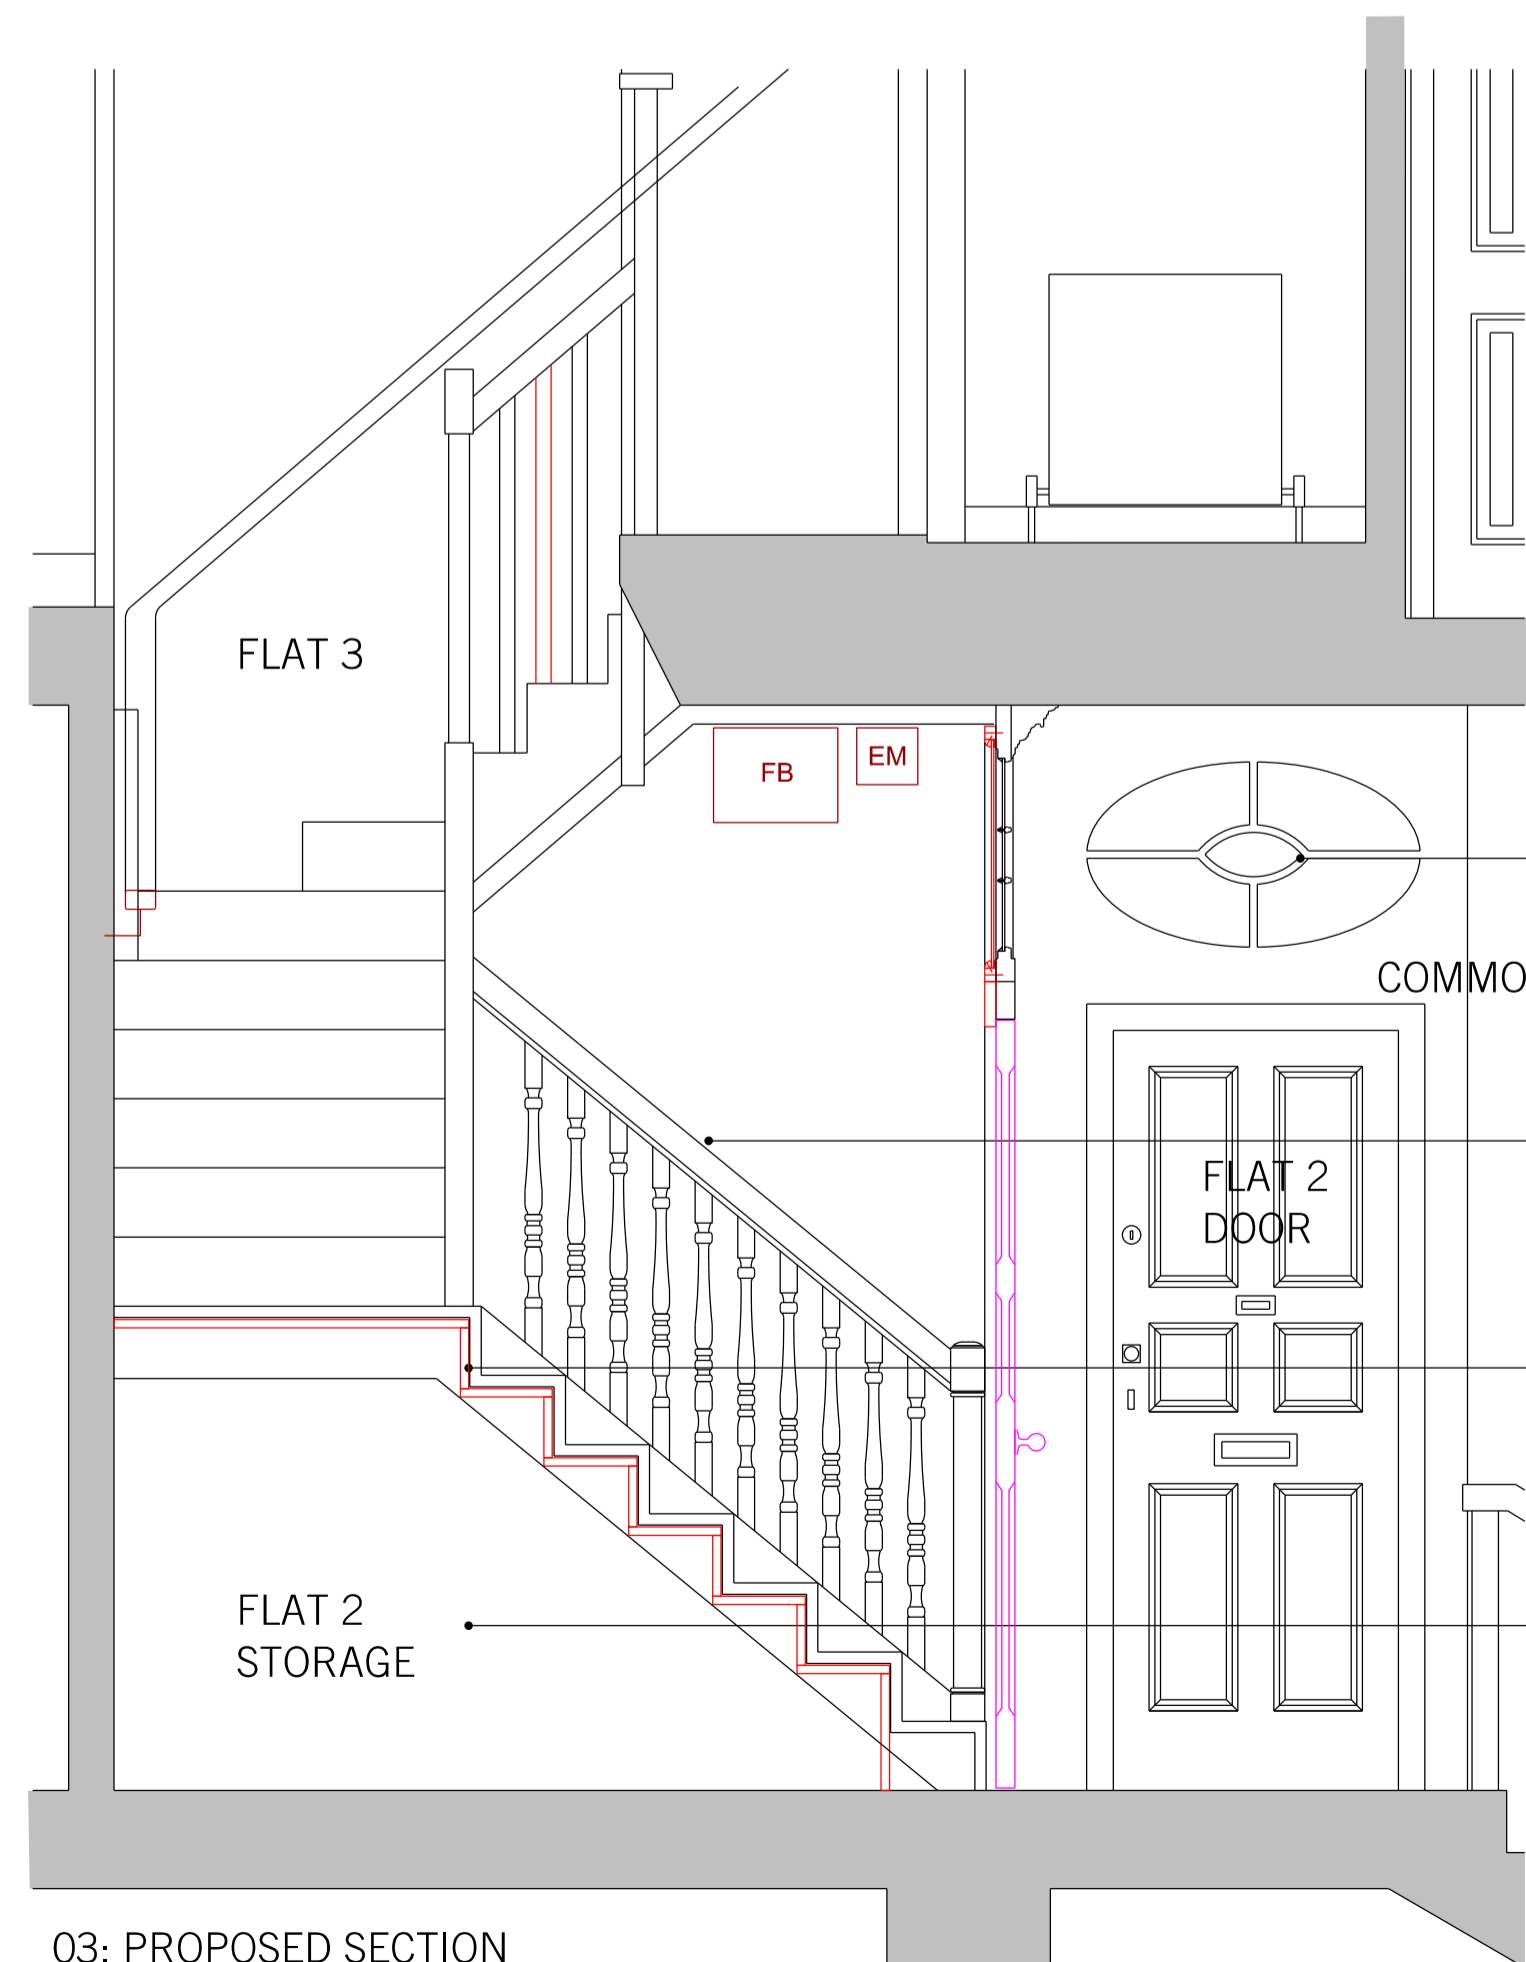 FLAT 3
FB
EM
COMMO
FLAT 2
DOOR
FLAT 2
STORAGE
03: PROPOSED SECTION